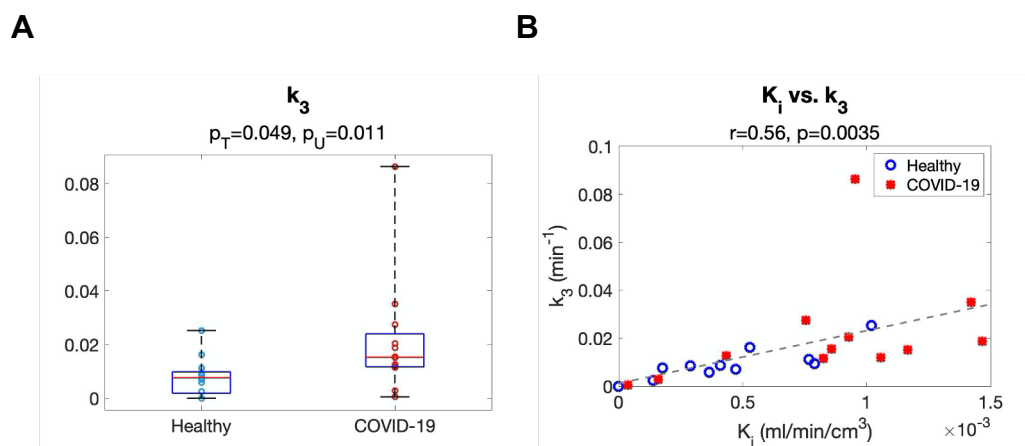 A
B
k3
pT=0.049, pU=0.011
0.08
0.06
0.04
0.02
0
Healthy
COVID-19
Ki vs. k3
r=0.56, p=0.0035
Healthy
COVID-19
k3 (min-1)
0.1
0.08
0.06
0.04
0.02
0
0
0.5
1
1.5
×10-3
Ki (ml/min/cm3)